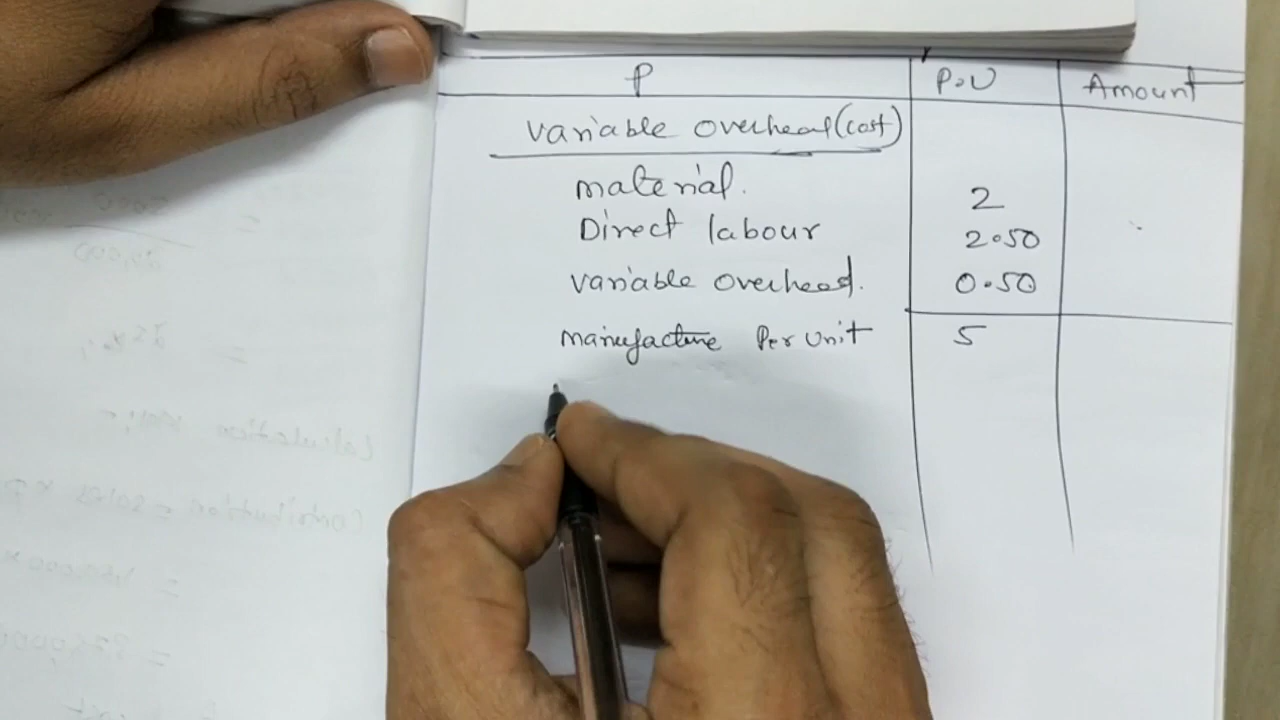 P P.U Amount
Variable overhead (cost)
material. 2
Direct labour 2.50
variable overhead. 0.50
Manufacture Per Unit 5